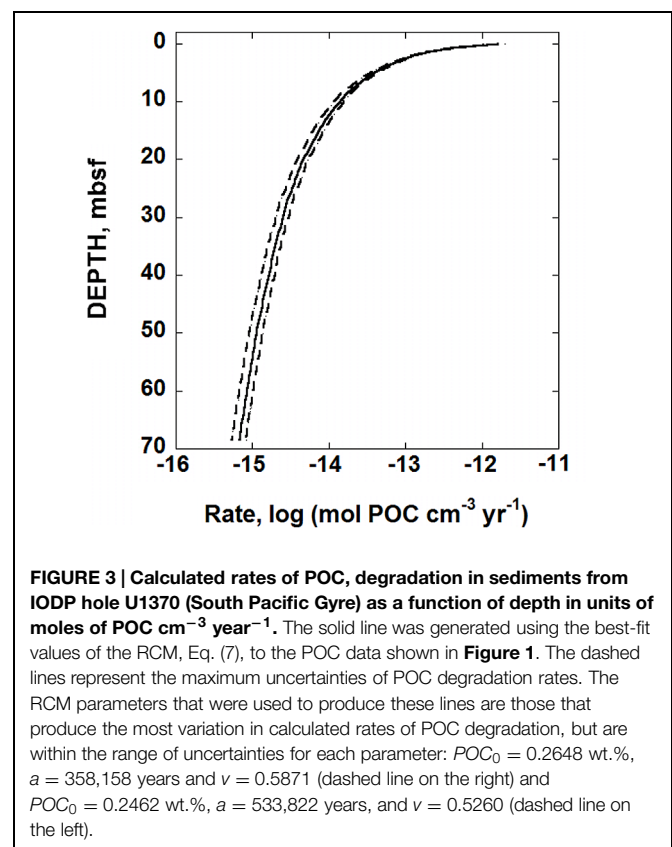 0
10
20
30
40
50
60
70
DEPTH, mbsf
-16 -15 -14 -13 -12 -11
Rate, log (mol POC cm⁻³ yr⁻¹)
FIGURE 3 | Calculated rates of POC, degradation in sediments from
IODP hole U1370 (South Pacific Gyre) as a function of depth in units of
moles of POC cm⁻³ year⁻¹. The solid line was generated using the best-fit
values of the RCM, Eq. (7), to the POC data shown in Figure 1. The dashed
lines represent the maximum uncertainties of POC degradation rates. The
RCM parameters that were used to produce these lines are those that
produce the most variation in calculated rates of POC degradation, but are
within the range of uncertainties for each parameter: POC₀ = 0.2648 wt.%,
a = 358,158 years and v = 0.5871 (dashed line on the right) and
POC₀ = 0.2462 wt.%, a = 533,822 years, and v = 0.5260 (dashed line on
the left).